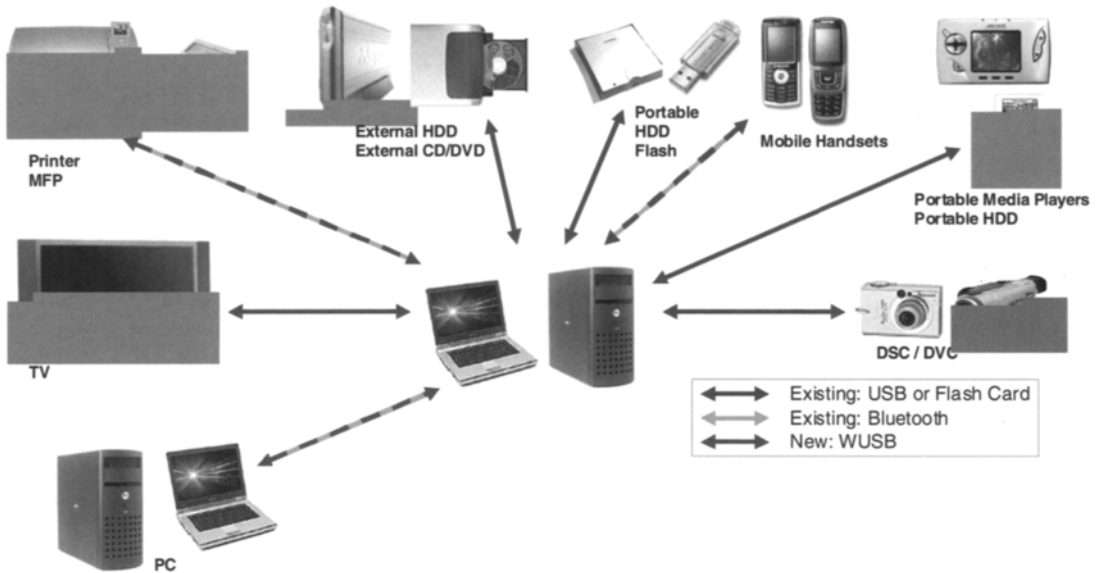 Printer
MFP
External HDD
External CD/DVD
Portable
HDD
Flash
Mobile Handsets
Portable Media Players
Portable HDD
TV
DSC / DVC
PC
Existing: USB or Flash Card
Existing: Bluetooth
New: WUSB